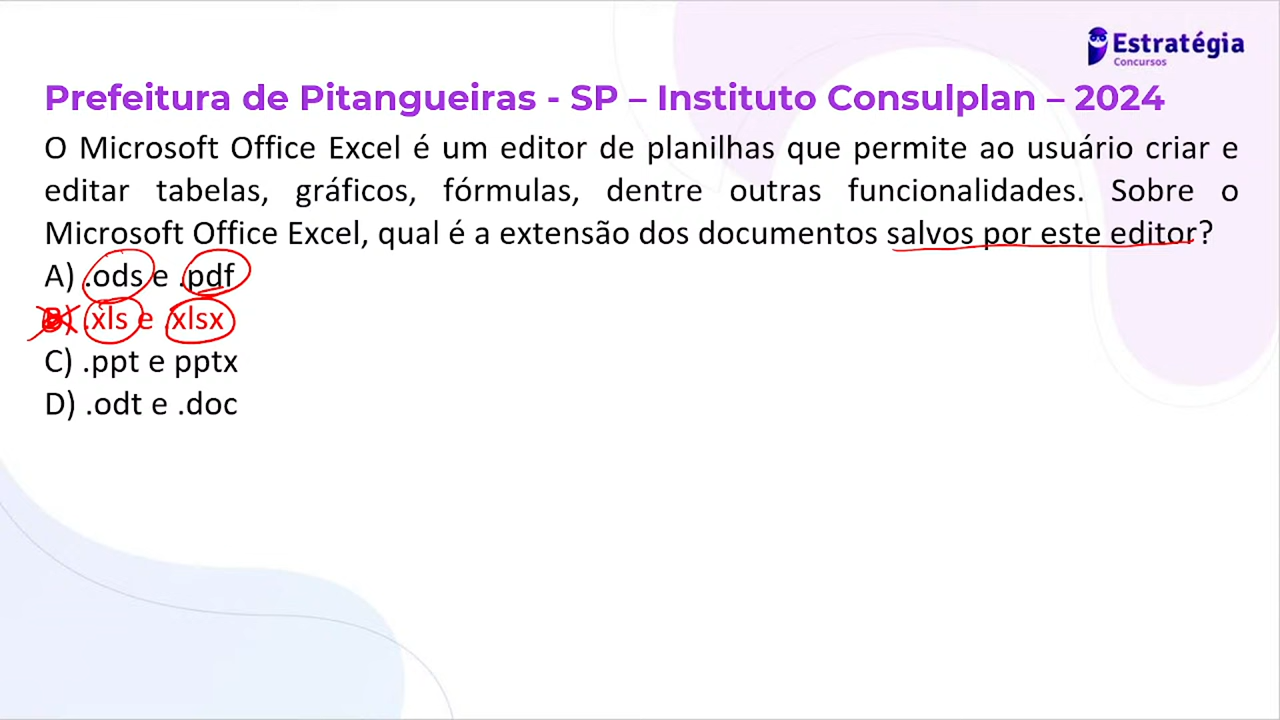 Estratégia
Concursos
Prefeitura de Pitangueiras - SP – Instituto Consulplan – 2024
O Microsoft Office Excel é um editor de planilhas que permite ao usuário criar e
editar tabelas, gráficos, fórmulas, dentre outras funcionalidades. Sobre o
Microsoft Office Excel, qual é a extensão dos documentos salvos por este editor?
A) .ods e .pdf
B) .xls e .xlsx
C) .ppt e pptx
D) .odt e .doc